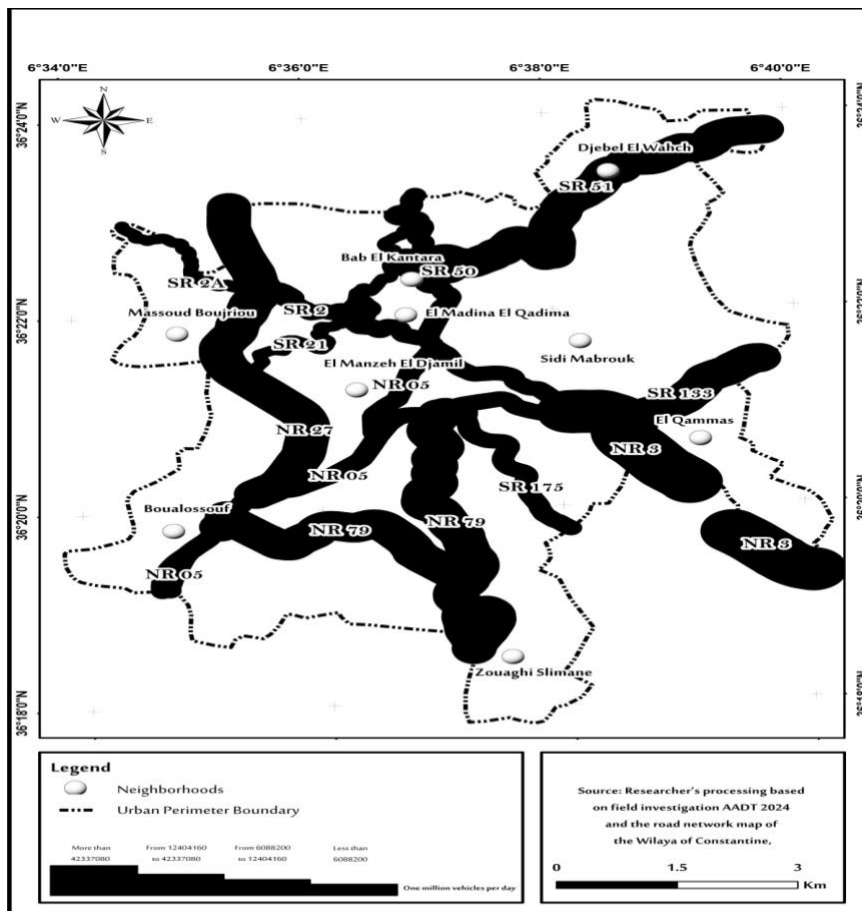 6°34'0"E 6°36'0"E 6°38'0"E 6°40'0"E
N
W E
S
36°24'0"N
Djebel El Wahch
SR 51
Bab El Kantara
SR 50
SR 2A
SR 2
Massoud Boujriou
El Madina El Qadima
36°22'0"N
SR 21
Sidi Mabrouk
El Manzeh El Djamil
NR 05
SR 133
El Qammas
NR 27
NR 3
NR 05
SR 175
36°20'0"N
Boualossouf
NR 79
NR 79
NR 3
NR 05
Zouaghi Slimane
36°18'0"N
Legend
Neighborhoods
Urban Perimeter Boundary
More than
42337080
From 12404160
to 42337080
From 6088200
to 12404160
Less than
6088200
One million vehicles per day
Source: Researcher's processing based
on field investigation AADT 2024
and the road network map of
the Wilaya of Constantine,
0 1.5 3
Km